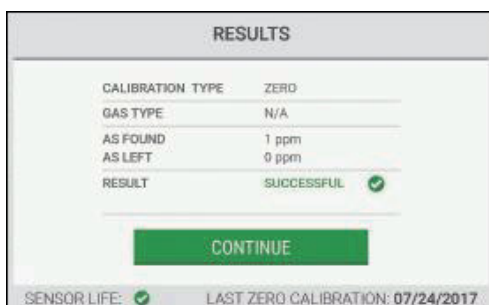 RESULTS
CALIBRATION TYPE ZERO
GAS TYPE N/A
AS FOUND 1 ppm
AS LEFT 0 ppm
RESULT SUCCESSFUL
CONTINUE
SENSOR LIFE: LAST ZERO CALIBRATION: 07/24/2017